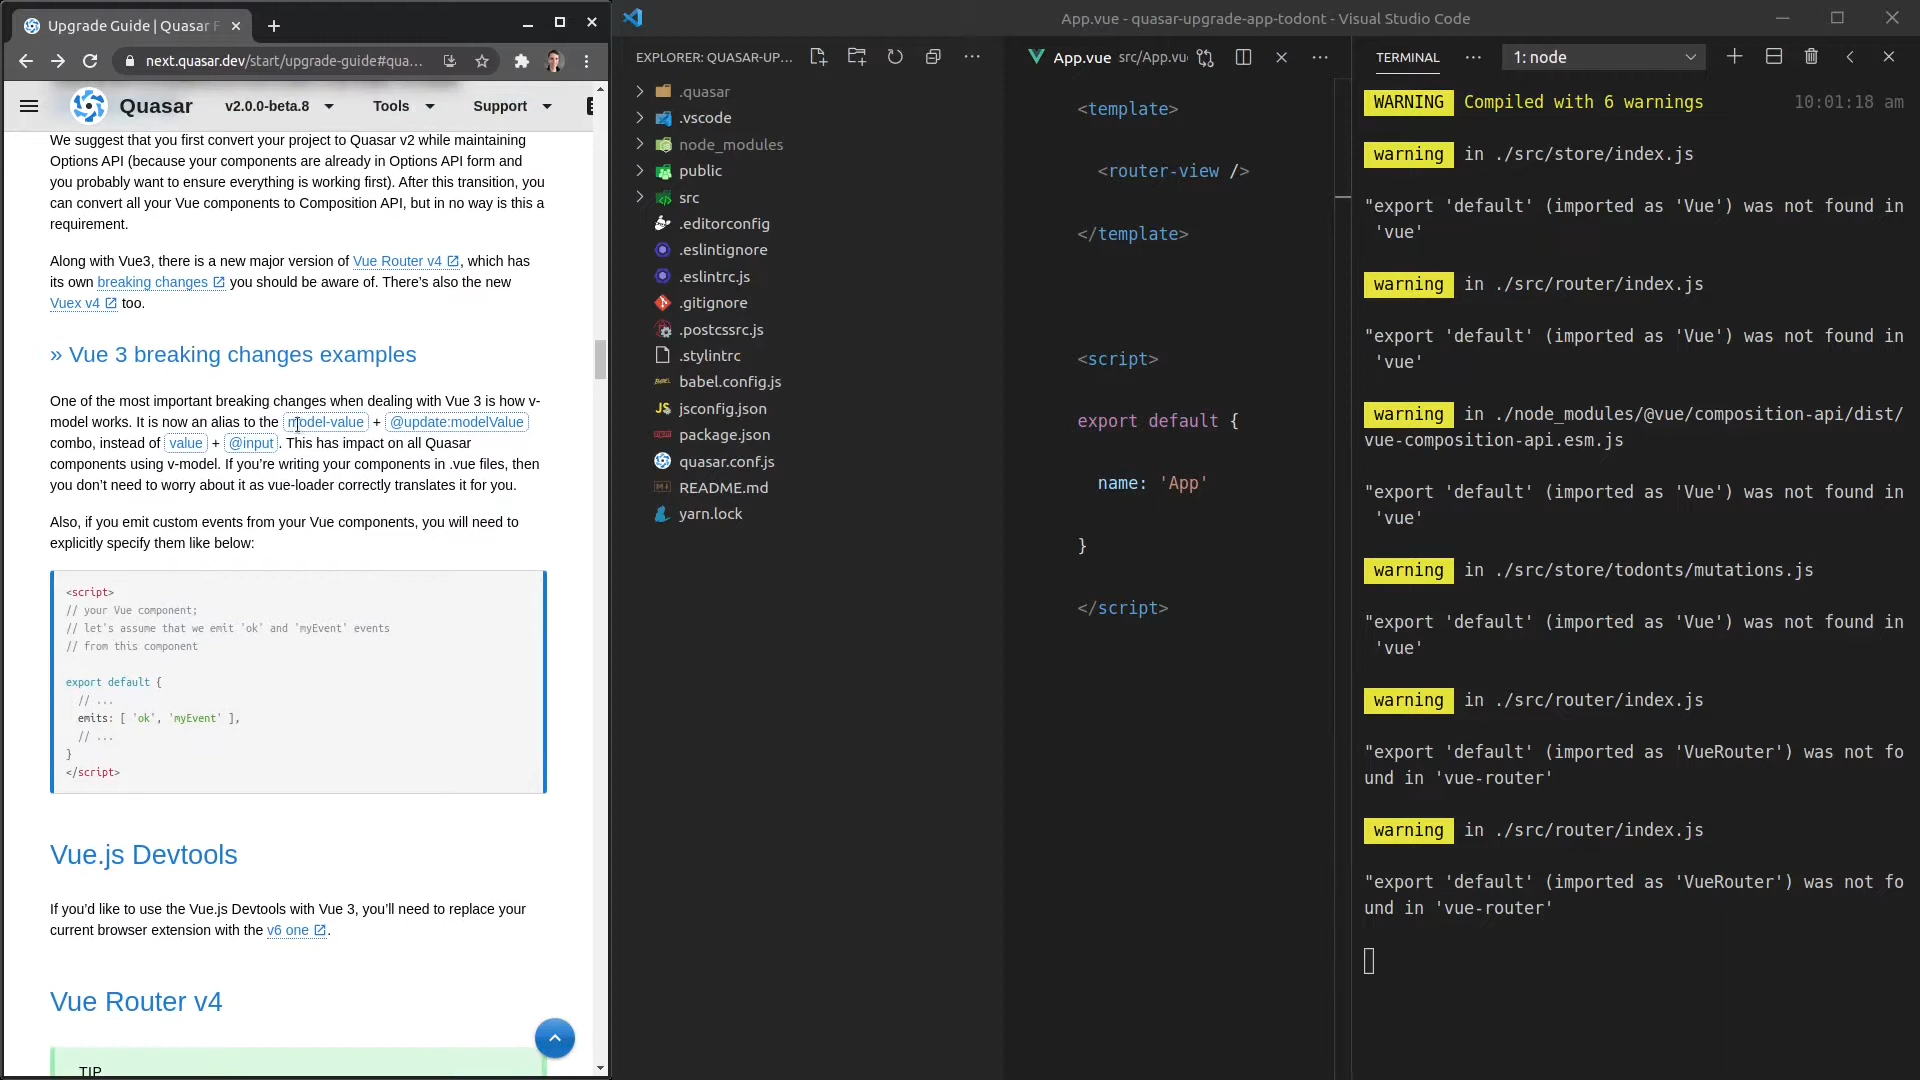 Upgrade Guide | Quasar F
next.quasar.dev/start/upgrade-guide#qua...
Quasar v2.0.0-beta.8 Tools Support
We suggest that you first convert your project to Quasar v2 while maintaining
Options API (because your components are already in Options API form and
you probably want to ensure everything is working first). After this transition, you
can convert all your Vue components to Composition API, but in no way is this a
requirement.
Along with Vue3, there is a new major version of Vue Router v4, which has
its own breaking changes you should be aware of. There's also the new
Vuex v4 too.
» Vue 3 breaking changes examples
One of the most important breaking changes when dealing with Vue 3 is how v-
model works. It is now an alias to the model-value + @update:modelValue
combo, instead of value + @input. This has impact on all Quasar
components using v-model. If you're writing your components in .vue files, then
you don't need to worry about it as vue-loader correctly translates it for you.
Also, if you emit custom events from your Vue components, you will need to
explicitly specify them like below:
<script>
// your Vue component;
// let's assume that we emit 'ok' and 'myEvent' events
// from this component
export default {
// ...
emits: [ 'ok', 'myEvent' ],
// ...
}
</script>
Vue.js Devtools
If you'd like to use the Vue.js Devtools with Vue 3, you'll need to replace your
current browser extension with the v6 one.
Vue Router v4
TIP
App.vue - quasar-upgrade-app-todont - Visual Studio Code
EXPLORER: QUASAR-UP...
.quasar
.vscode
node_modules
public
src
.editorconfig
.eslintignore
.eslintrc.js
.gitignore
.postcssrc.js
.stylintrc
babel.config.js
jsconfig.json
package.json
quasar.conf.js
README.md
yarn.lock
App.vue src/App.vu
<template>
<router-view />
</template>
<script>
export default {
name: 'App'
}
</script>
TERMINAL 1: node
WARNING Compiled with 6 warnings 10:01:18 am
warning in ./src/store/index.js
"export 'default' (imported as 'Vue') was not found in
'vue'
warning in ./src/router/index.js
"export 'default' (imported as 'Vue') was not found in
'vue'
warning in ./node_modules/@vue/composition-api/dist/
vue-composition-api.esm.js
"export 'default' (imported as 'Vue') was not found in
'vue'
warning in ./src/store/todonts/mutations.js
"export 'default' (imported as 'Vue') was not found in
'vue'
warning in ./src/router/index.js
"export 'default' (imported as 'VueRouter') was not fo
und in 'vue-router'
warning in ./src/router/index.js
"export 'default' (imported as 'VueRouter') was not fo
und in 'vue-router'